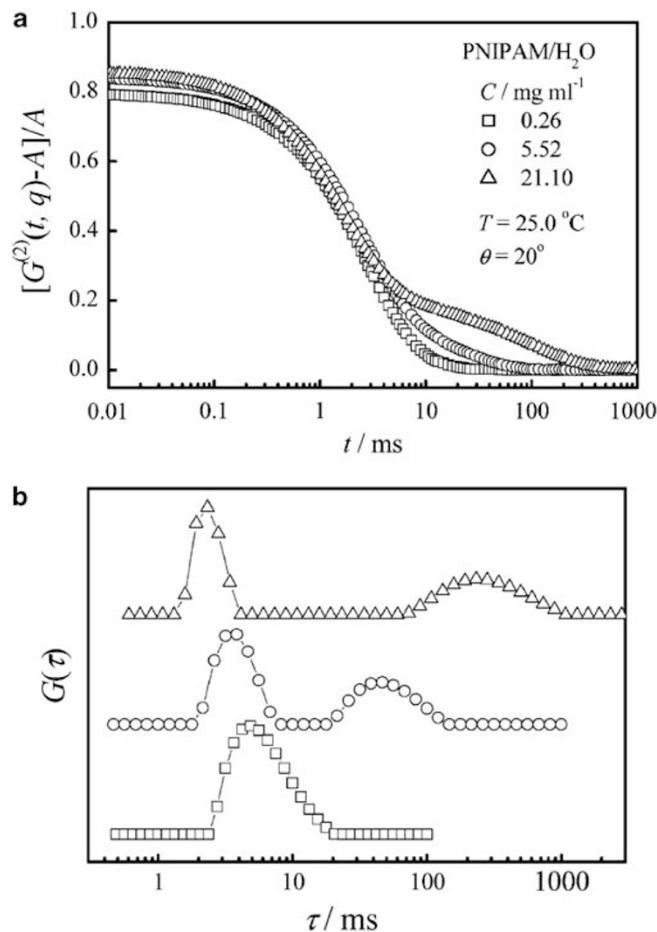 a
1.0
0.8
0.6
0.4
0.2
0.0
[G⁽²⁾(t, q)-A]/A
PNIPAM/H₂O
C / mg ml⁻¹
□ 0.26
○ 5.52
△ 21.10
T = 25.0 °C
θ = 20°
0.01 0.1 1 10 100 1000
t / ms
b
G(τ)
1 10 100 1000
τ / ms